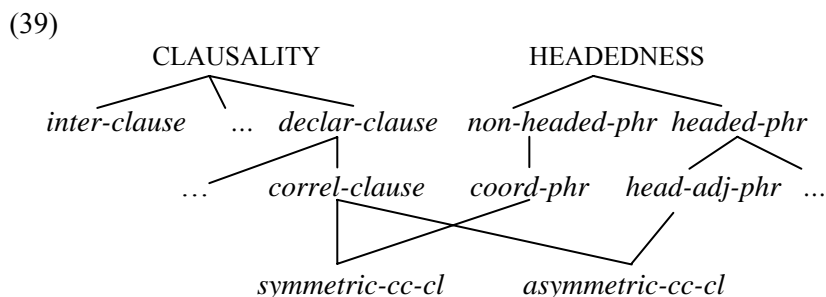 (39)
CLAUSALITY HEADEDNESS
inter-clause ... declar-clause non-headed-phr headed-phr
... correl-clause coord-phr head-adj-phr ...
symmetric-cc-cl asymmetric-cc-cl